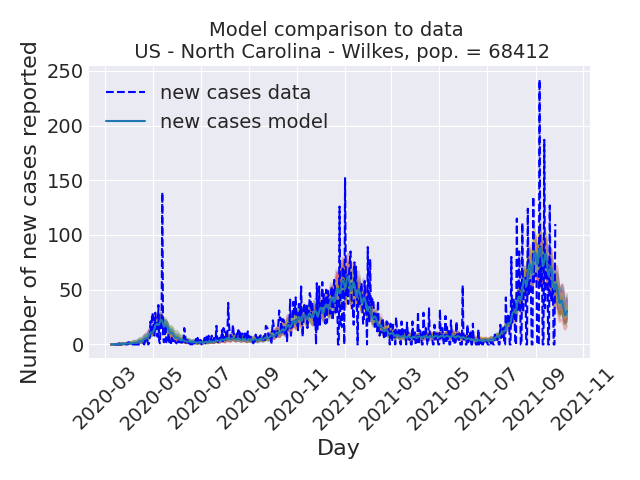 Model comparison to data
US - North Carolina - Wilkes, pop. = 68412
Number of new cases reported
250
200
150
100
50
0
new cases data
new cases model
2020-03
2020-05
2020-07
2020-09
2020-11
2021-01
2021-03
2021-05
2021-07
2021-09
2021-11
Day